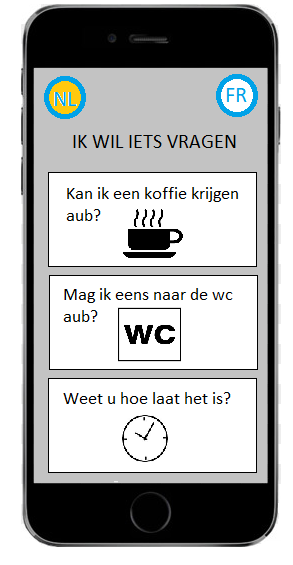 NL
FR
IK WIL IETS VRAGEN
Kan ik een koffie krijgen
aub?
Mag ik eens naar de wc
aub?
WC
Weet u hoe laat het is?